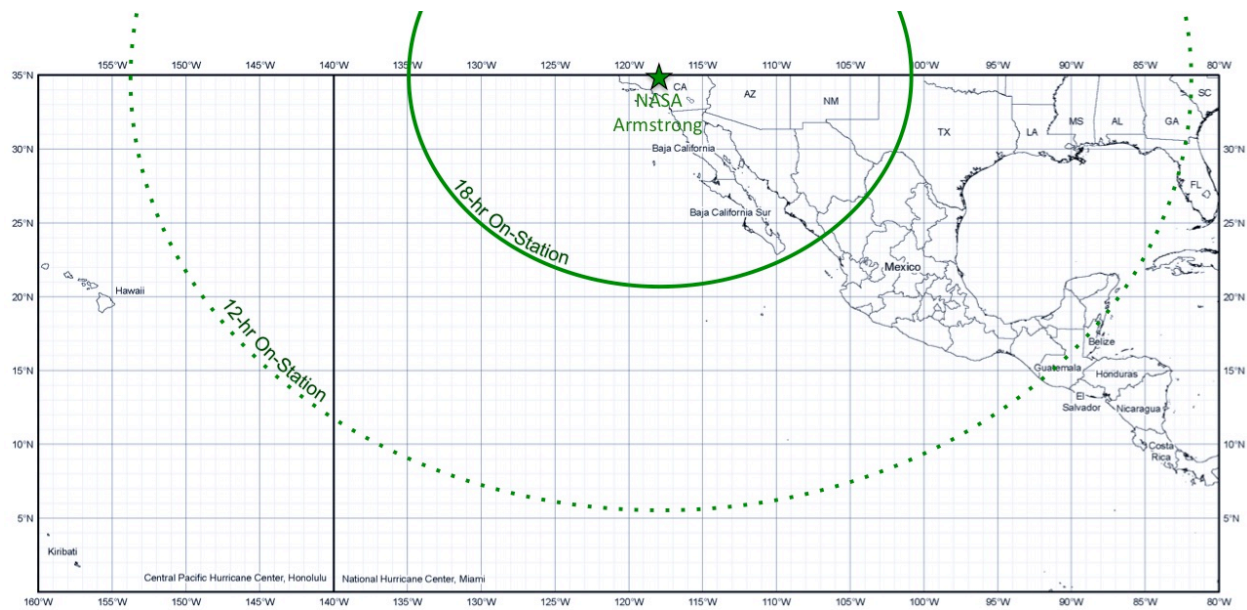 155°W 150°W 145°W 140°W 135°W 130°W 125°W 120°W 115°W 110°W 105°W 100°W 95°W 90°W 85°W 80°W
35°N
35°N
CA
AZ
NM
TX
LA
MS
AL
GA
SC
FL
NASA
Armstrong
30°N
30°N
Baja California
18-hr On-Station
Baja California Sur
25°N
25°N
Mexico
Hawaii
20°N
20°N
12-hr On-Station
Belize
15°N
15°N
Guatemala
Honduras
El
Salvador
Nicaragua
10°N
10°N
Costa
Rica
5°N
5°N
Kiribati
Central Pacific Hurricane Center, Honolulu
National Hurricane Center, Miami
160°W 155°W 150°W 145°W 140°W 135°W 130°W 125°W 120°W 115°W 110°W 105°W 100°W 95°W 90°W 85°W 80°W